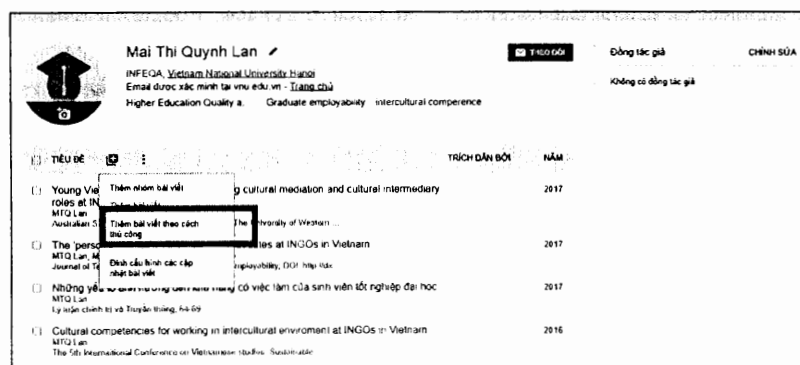 Mai Thi Quynh Lan
THEO DÕI
Đồng tác giả
CHỈNH SỬA
INFEQA, Vietnam National University Hanoi
Email được xác minh tại vnu.edu.vn - Trang chủ
Không có đồng tác giả
Higher Education Quality a. Graduate employability intercultural comperence
TIÊU ĐỀ
TRÍCH DẪN BỞI
NĂM
Thêm nhóm bài viết
Thêm bài viết
Thêm bài viết theo cách
thủ công
Định cấu hình các cập
nhật bài viết
Young Vie g cultural mediation and cultural intermediary
2017
roles at IN
MTQ Lan
Australian S The University of Western ...
The 'perso es at INGOs in Vietnam
2017
MTQ Lan, M
Journal of Te mployability, DOI: http
Những yếu có việc làm của sinh viên tốt nghiệp đại học
2017
MTQ Lan
Lý luận chính trị và Truyền thông, 64-69
Cultural competencies for working in intercultural enviroment at INGOs in Vietnam
2016
MTQ Lan
The 5th International Conference on Vietnamese studies Sustainable